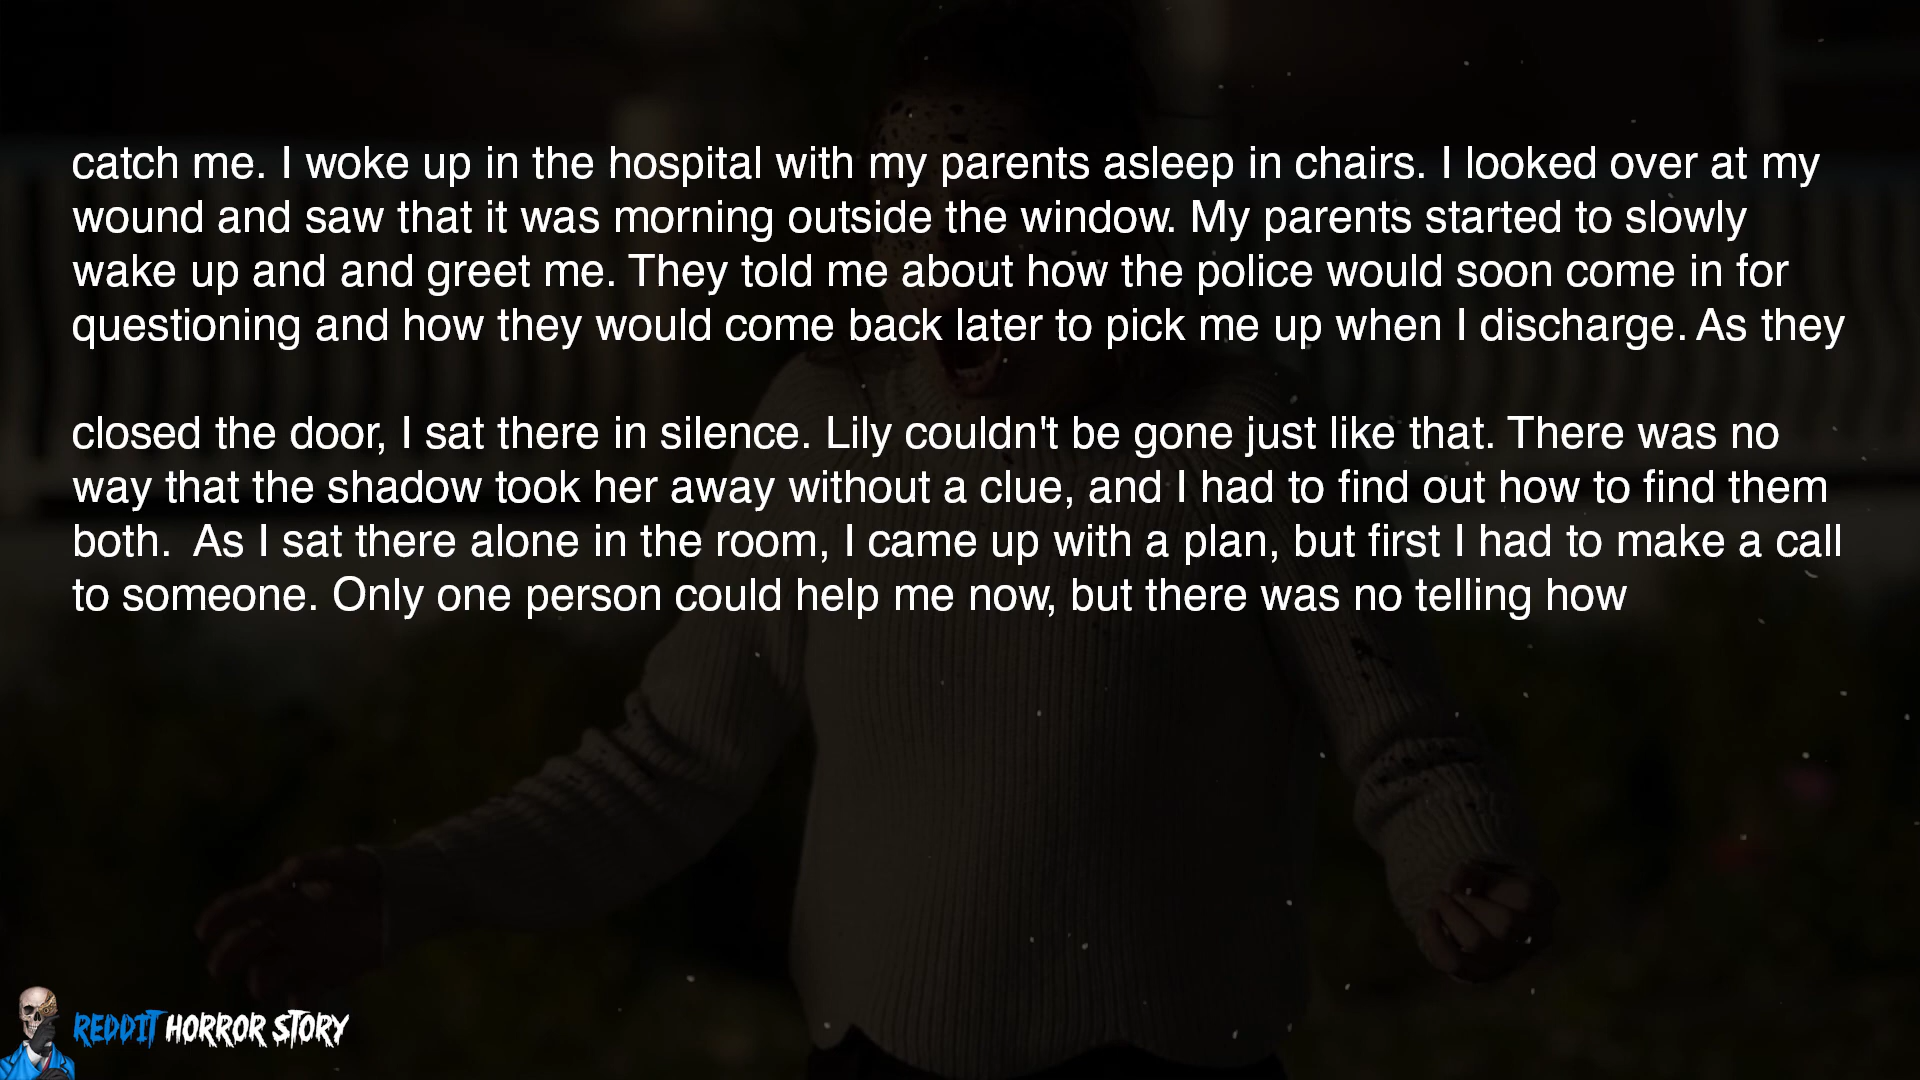 catch me. I woke up in the hospital with my parents asleep in chairs. I looked over at my
wound and saw that it was morning outside the window. My parents started to slowly
wake up and and greet me. They told me about how the police would soon come in for
questioning and how they would come back later to pick me up when I discharge. As they
closed the door, I sat there in silence. Lily couldn't be gone just like that. There was no
way that the shadow took her away without a clue, and I had to find out how to find them
both.  As I sat there alone in the room, I came up with a plan, but first I had to make a call
to someone. Only one person could help me now, but there was no telling how
REDDIT HORROR STORY